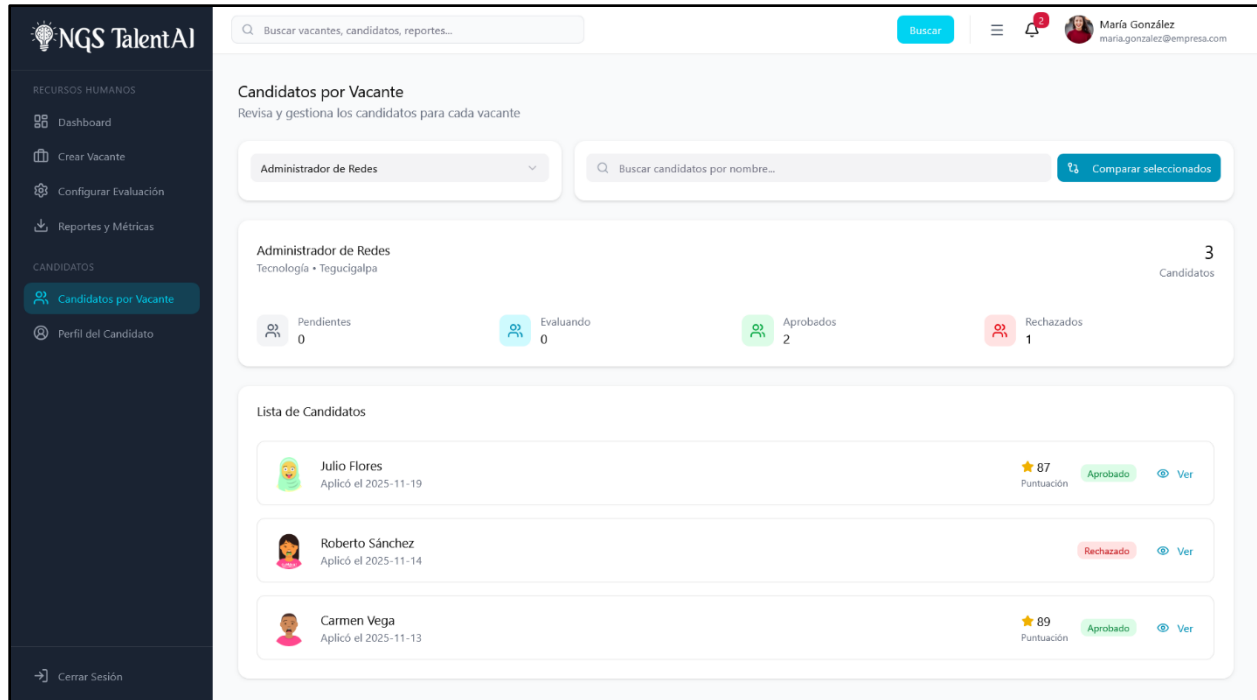 NGS TalentAI
Buscar vacantes, candidatos, reportes...
Buscar
2
María González
maria.gonzalez@empresa.com
RECURSOS HUMANOS
Dashboard
Crear Vacante
Configurar Evaluación
Reportes y Métricas
CANDIDATOS
Candidatos por Vacante
Perfil del Candidato
Cerrar Sesión
Candidatos por Vacante
Revisa y gestiona los candidatos para cada vacante
Administrador de Redes
Buscar candidatos por nombre...
Comparar seleccionados
Administrador de Redes
Tecnología • Tegucigalpa
3
Candidatos
Pendientes
0
Evaluando
0
Aprobados
2
Rechazados
1
Lista de Candidatos
Julio Flores
Aplicó el 2025-11-19
87
Puntuación
Aprobado
Ver
Roberto Sánchez
Aplicó el 2025-11-14
Rechazado
Ver
Carmen Vega
Aplicó el 2025-11-13
89
Puntuación
Aprobado
Ver